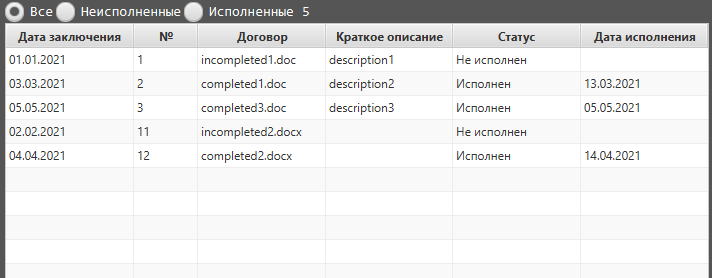 Все Неисполненные Исполненные 5
Дата заключения № Договор Краткое описание Статус Дата исполнения
01.01.2021 1 incompleted1.doc description1 Не исполнен
03.03.2021 2 completed1.doc description2 Исполнен 13.03.2021
05.05.2021 3 completed3.doc description3 Исполнен 05.05.2021
02.02.2021 11 incompleted2.docx Не исполнен
04.04.2021 12 completed2.docx Исполнен 14.04.2021